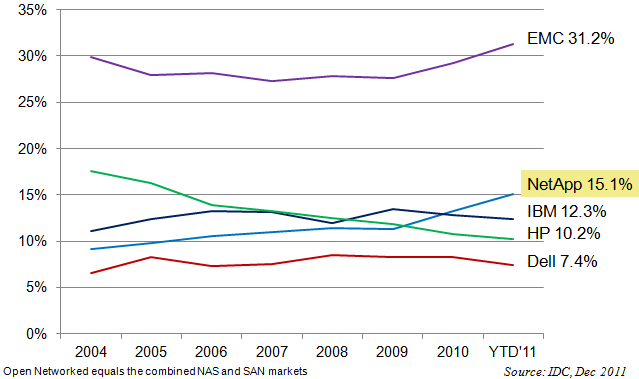 35%
30%
25%
20%
15%
10%
5%
0%
EMC 31.2%
NetApp 15.1%
IBM 12.3%
HP 10.2%
Dell 7.4%
2004 2005 2006 2007 2008 2009 2010 YTD'11
Open Networked equals the combined NAS and SAN markets
Source: IDC, Dec 2011